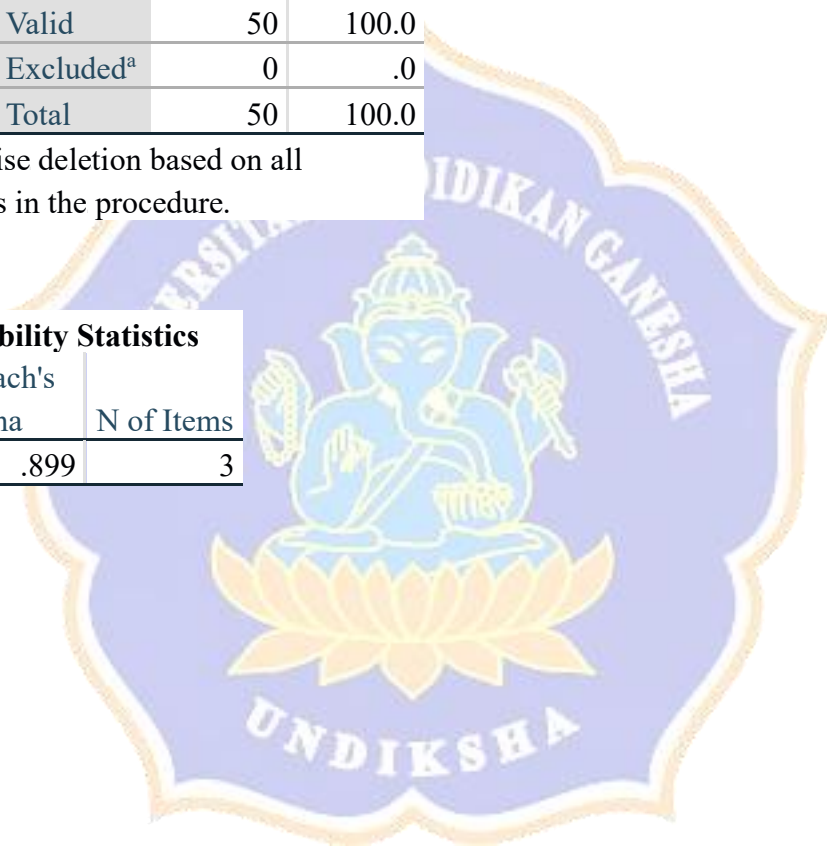 Valid 50 100.0
Excludedᵃ 0 .0
Total 50 100.0
ise deletion based on all
s in the procedure.
IDIKAN GANESHA
bility Statistics
ach's
na N of Items
.899 3
UNDIKSHA